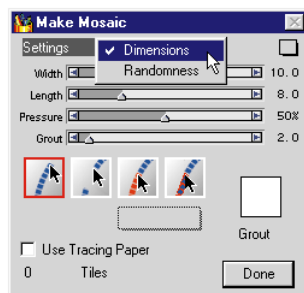 Make Mosaic
Settings
Dimensions
Randomness
Width 10.0
Length 8.0
Pressure 50%
Grout 2.0
Grout
Use Tracing Paper
0 Tiles
Done